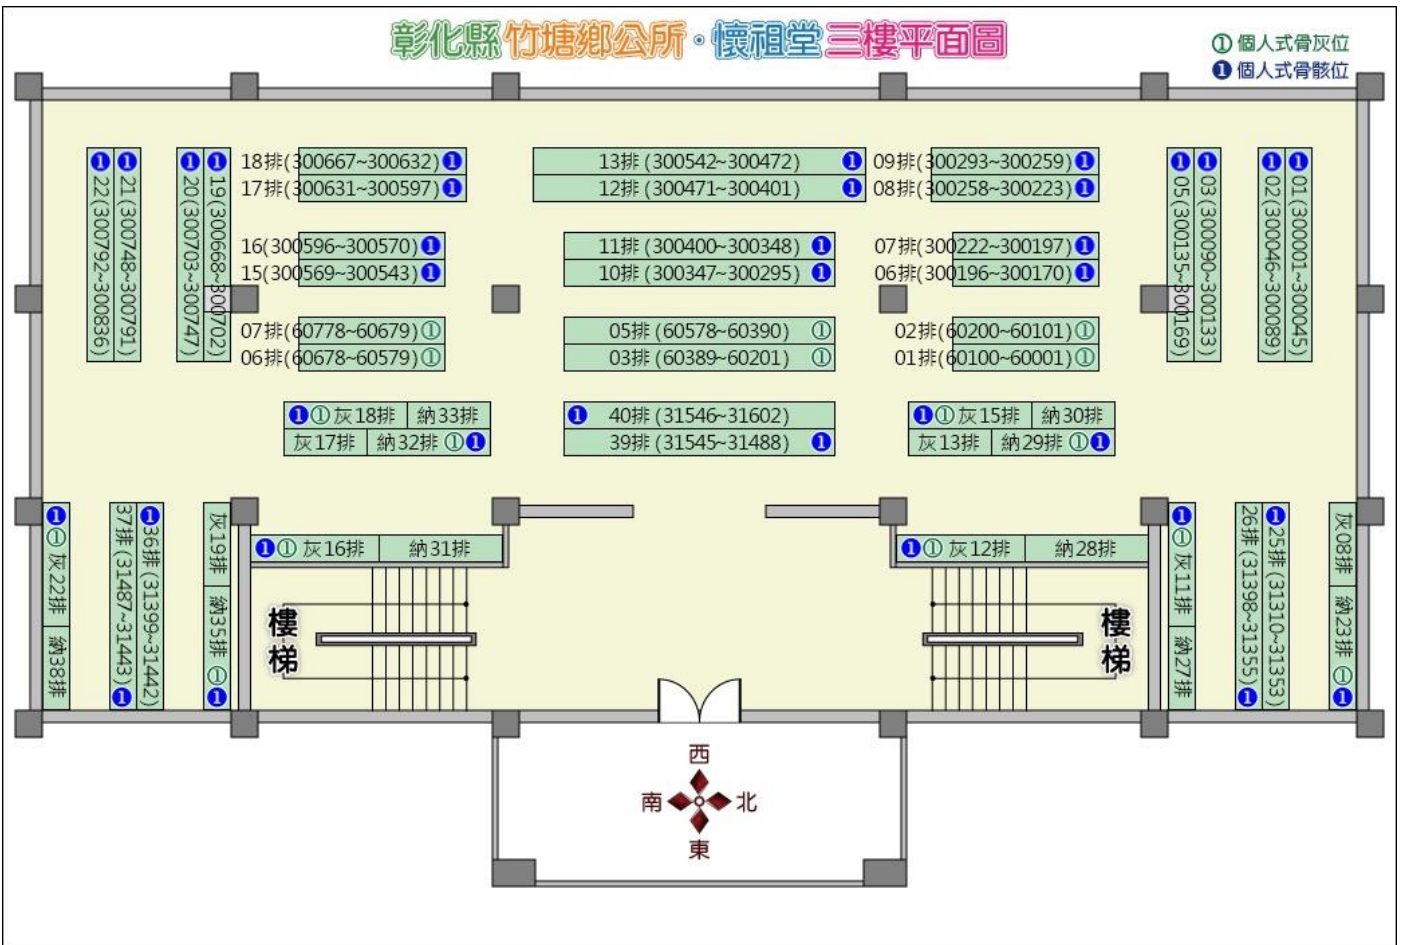 彰化縣竹塘鄉公所・懷祖堂三樓平面圖
① 個人式骨灰位
❶ 個人式骨骸位
❶ 22(300792~300836)
❶ 21(300748~300791)
❶ 20(300703~300747)
❶ 19(300668~300702)
18排(300667~300632)❶
17排(300631~300597)❶
13排 (300542~300472) ❶
12排 (300471~300401) ❶
09排(300293~300259)❶
08排(300258~300223)❶
❶ 05(300135~300169)
❶ 03(300090~300133)
❶ 02(300046~300089)
❶ 01(300001~300045)
16(300596~300570)❶
15(300569~300543)❶
11排 (300400~300348) ❶
10排 (300347~300295) ❶
07排(300222~300197)❶
06排(300196~300170)❶
07排(60778~60679)①
06排(60678~60579)①
05排 (60578~60390) ①
03排 (60389~60201) ①
02排(60200~60101)①
01排(60100~60001)①
❶① 灰18排 納33排
灰17排 納32排 ①❶
❶ 40排 (31546~31602)
39排 (31545~31488) ❶
❶① 灰15排 納30排
灰13排 納29排 ①❶
❶① 灰22排 納38排
37排 (31487~31443) ❶
❶36排 (31399~31442)
灰19排 納35排 ①❶
❶① 灰16排 納31排
❶① 灰12排 納28排
❶① 灰11排 納27排
26排 (31398~31355) ❶
❶25排 (31310~31353)
灰08排 納23排 ①❶
樓梯
樓梯
西
南 北
東